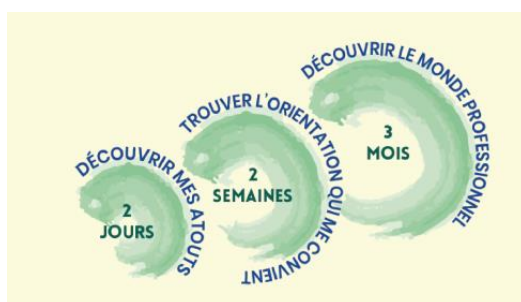 DÉCOUVRIR MES ATOUTS
2
JOURS
TROUVER L'ORIENTATION QUI ME CONVIENT
2
SEMAINES
DÉCOUVRIR LE MONDE PROFESSIONNEL
3
MOIS